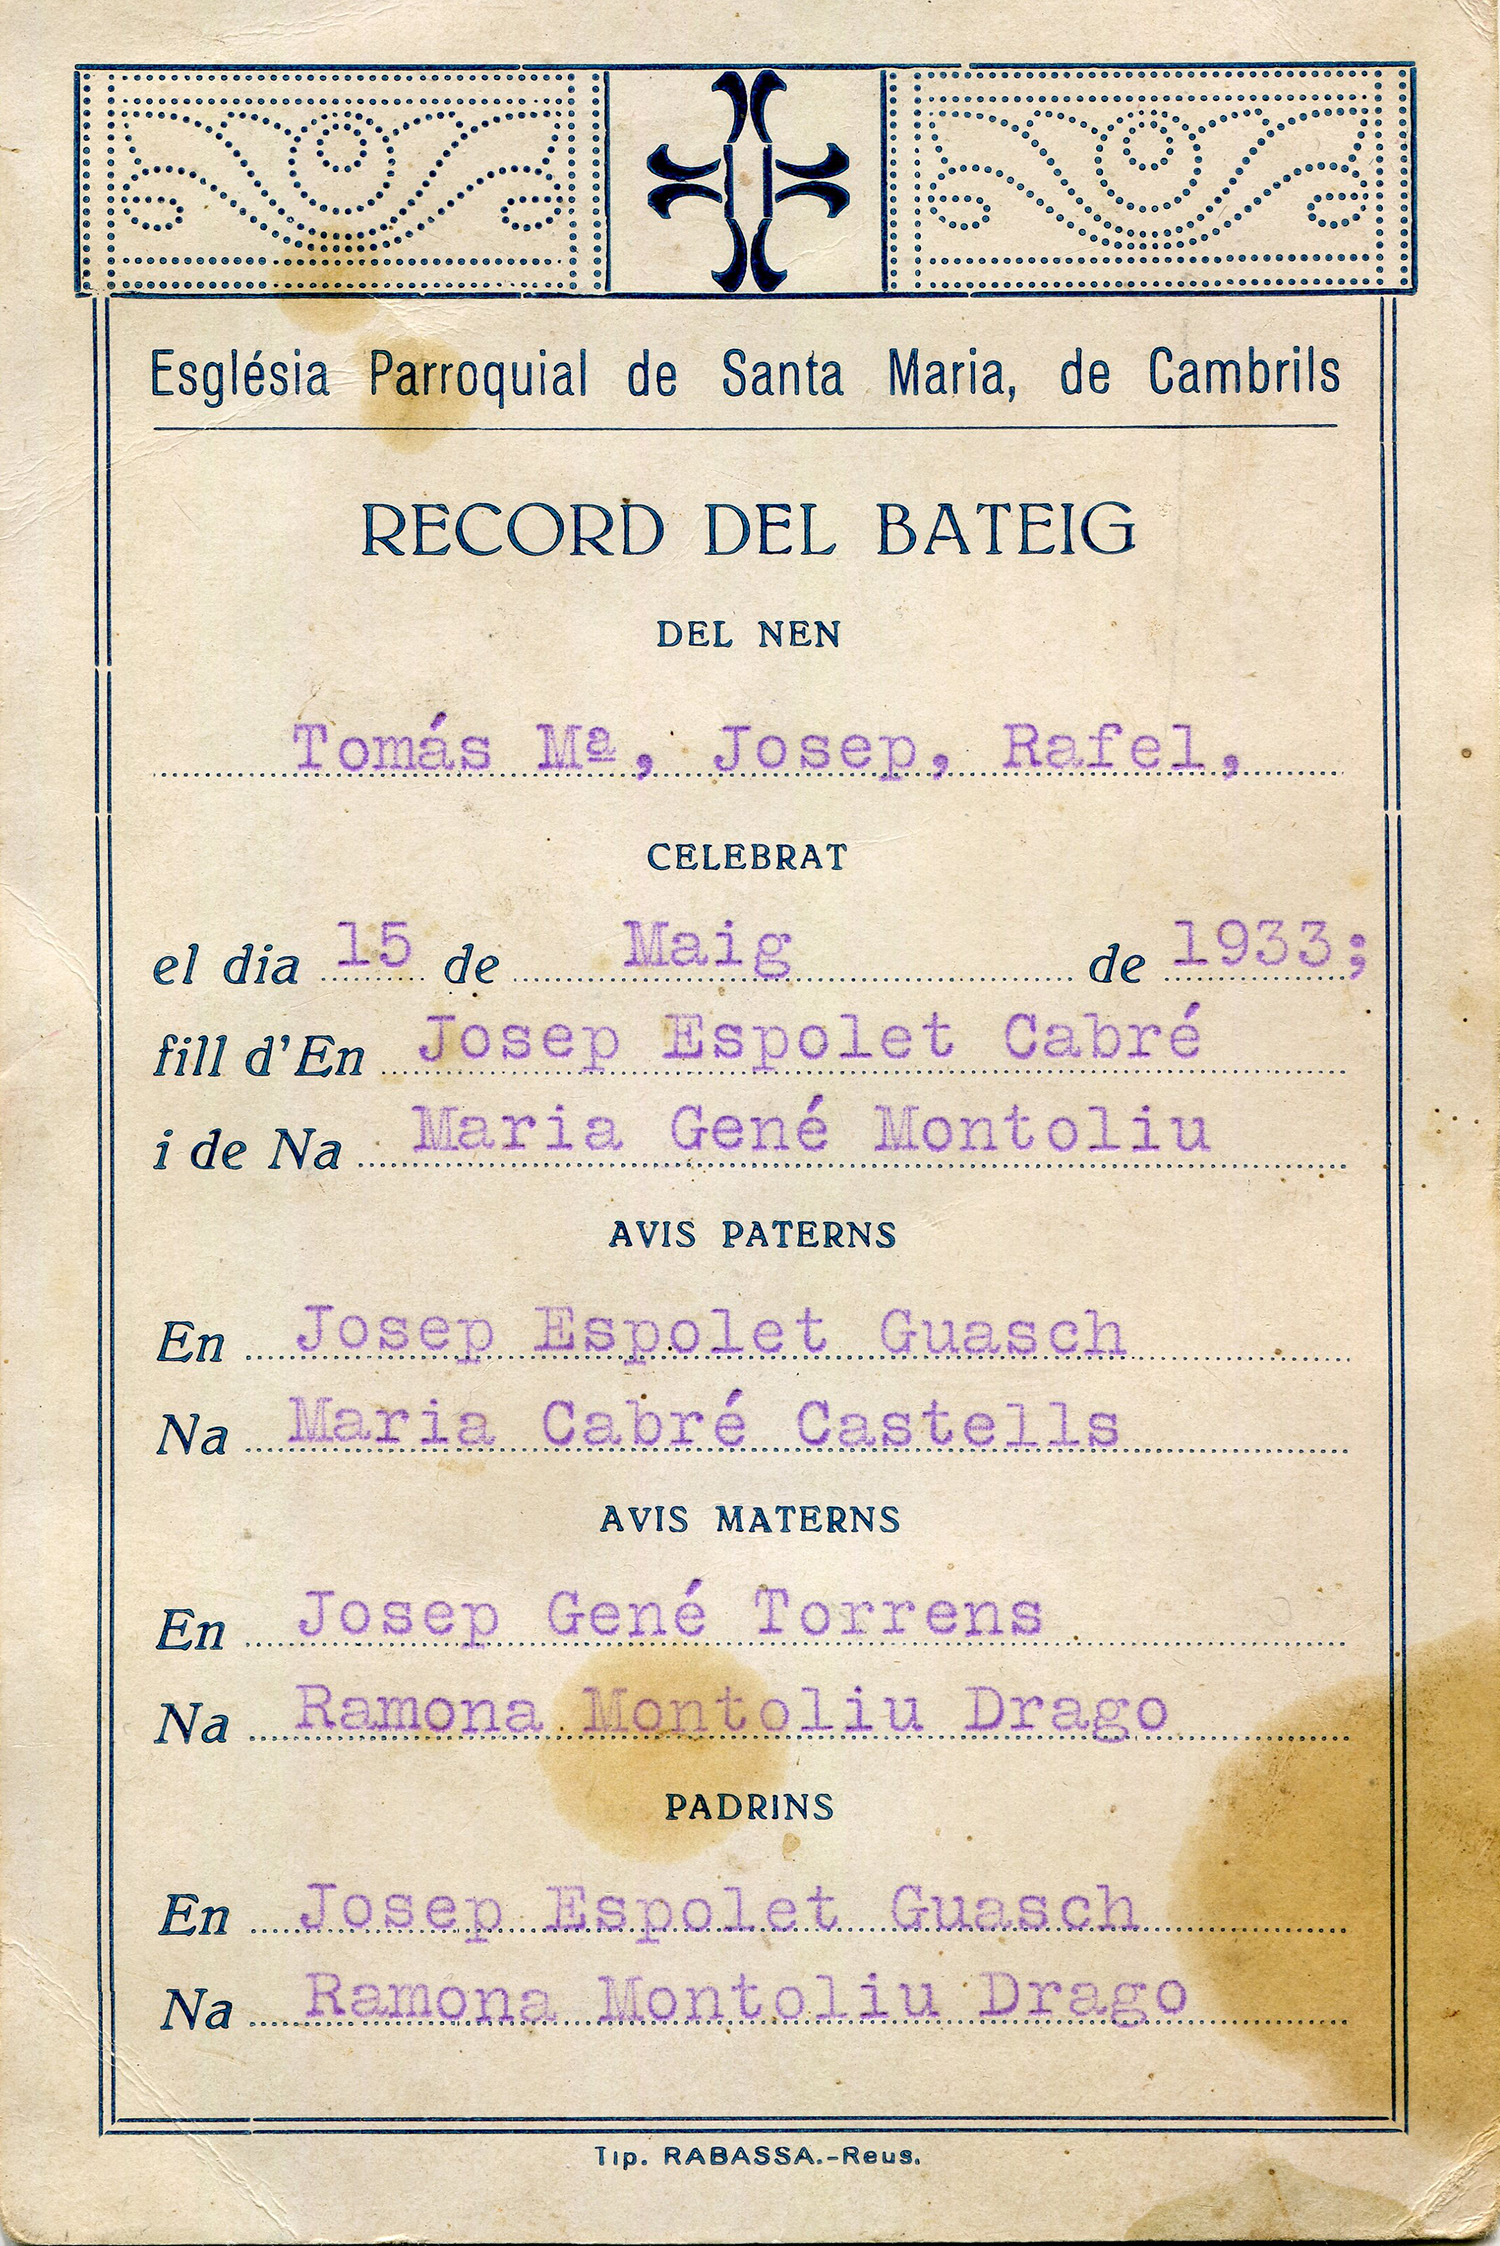 Església Parroquial de Santa Maria, de Cambrils
RECORD DEL BATEIG
DEL NEN
Tomás Mª, Josep, Rafel,
CELEBRAT
el dia 15 de Maig de 1933;
fill d'En Josep Espolet Cabré
i de Na Maria Gené Montoliu
AVIS PATERNS
En Josep Espolet Guasch
Na Maria Cabré Castells
AVIS MATERNS
En Josep Gené Torrens
Na Ramona Montoliu Drago
PADRINS
En Josep Espolet Guasch
Na Ramona Montoliu Drago
Tip. RABASSA.-Reus.